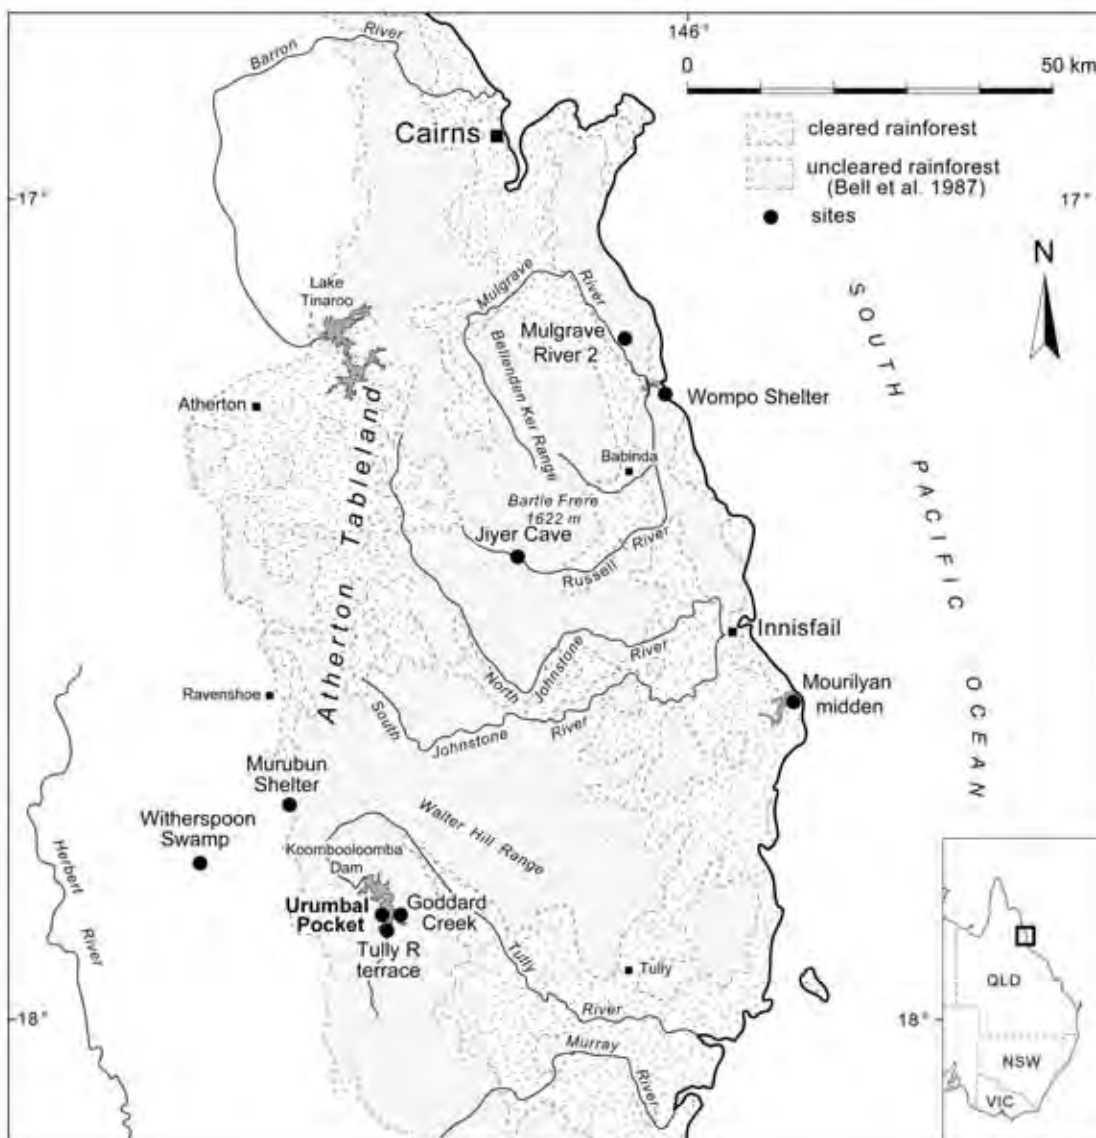 146°
0 50 km
Barron
River
Cairns
cleared rainforest
uncleared rainforest
(Bell et al. 1987)
sites
17°
17°
N
Lake
Tinaroo
Mulgrave
River
Mulgrave
River 2
Bellenden Ker Range
Wompo Shelter
SOUTH PACIFIC OCEAN
Atherton
Atherton Tableland
Babinda
Bartle Frere
1622 m
Jiyer Cave
Russell
River
Innisfail
North
Johnstone
River
Ravenshoe
South
Johnstone
River
Mourilyan
midden
Murubun
Shelter
Witherspoon
Swamp
Walter Hill Range
Koombooloomba
Dam
Herbert
River
Urumbal
Pocket
Goddard
Creek
Tully R
terrace
Tully
River
Tully
18°
18°
Murray
River
QLD
NSW
VIC